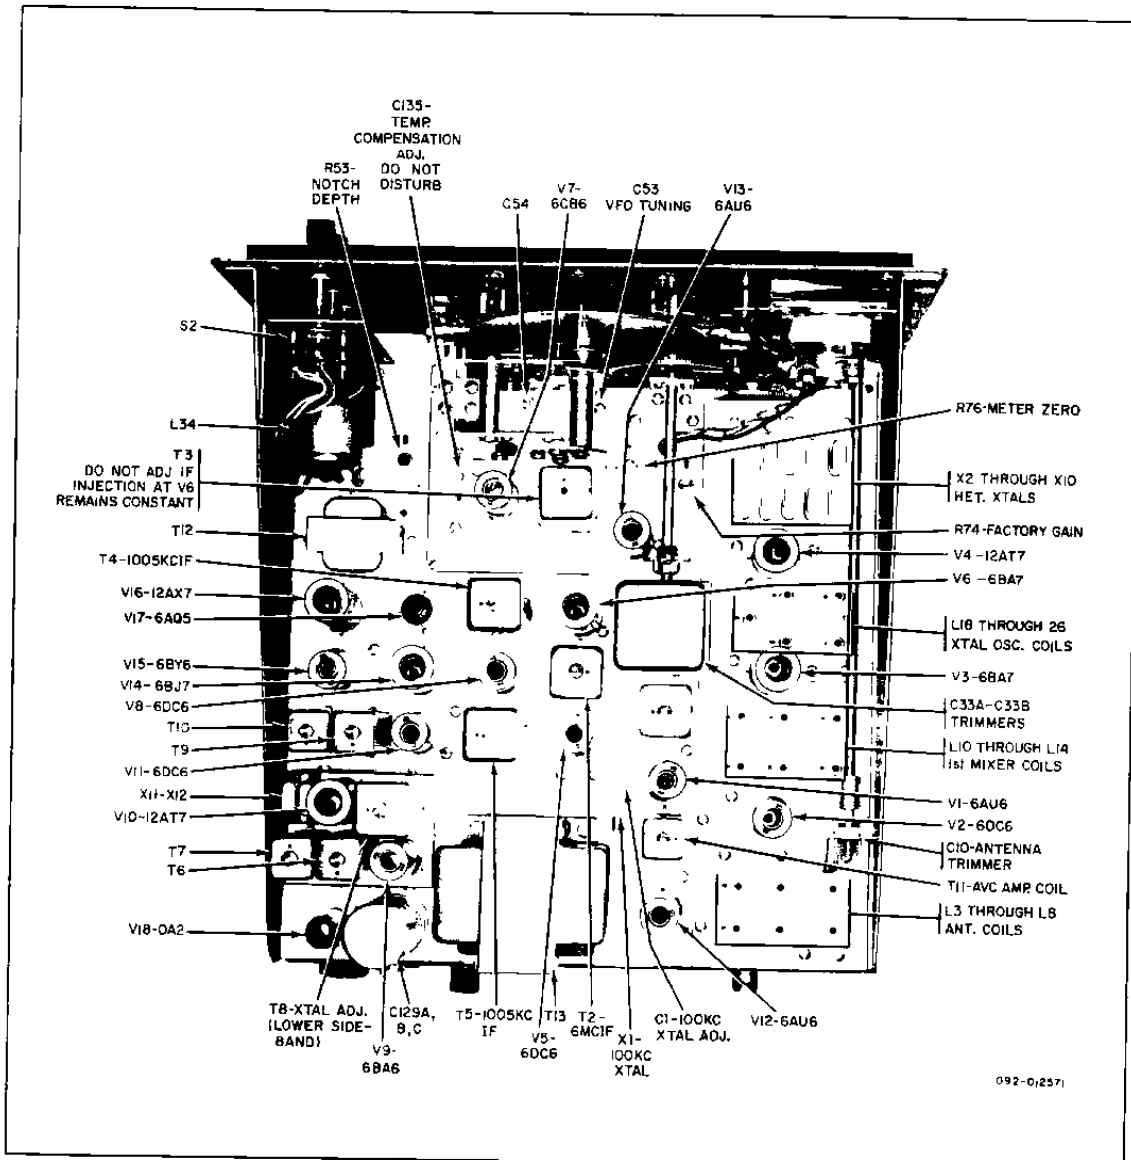 C135-
TEMP.
COMPENSATION
ADJ.
DO NOT
DISTURB
R53-
NOTCH
DEPTH
C54
V7-
6CB6
C53
VFO TUNING
V13-
6AU6
S2
L34
T3
DO NOT ADJ IF
INJECTION AT V6
REMAINS CONSTANT
T12
T4-1005KCIF
V16-12AX7
V17-6AQ5
V15-6BY6
V14-6BJ7
V8-6DC6
T10
T9
V11-6DC6
X11-X12
V10-12AT7
T7
T6
V18-OA2
R76-METER ZERO
X2 THROUGH X10
HET. XTALS
R74-FACTORY GAIN
V4-12AT7
V6-6BA7
L18 THROUGH 26
XTAL OSC. COILS
V3-6BA7
C33A-C33B
TRIMMERS
L10 THROUGH L14
1st MIXER COILS
V1-6AU6
V2-6DC6
C10-ANTENNA
TRIMMER
T11-AVC AMP. COIL
L3 THROUGH L8
ANT. COILS
T8-XTAL ADJ.
(LOWER SIDE-
BAND)
V9-
6BA6
C129A,
B,C
T5-1005KC
IF
T13
V5-
6DC6
T2-
6MCIF
X1-
100KC
XTAL
C1-100KC
XTAL ADJ.
V12-6AU6
092-012571